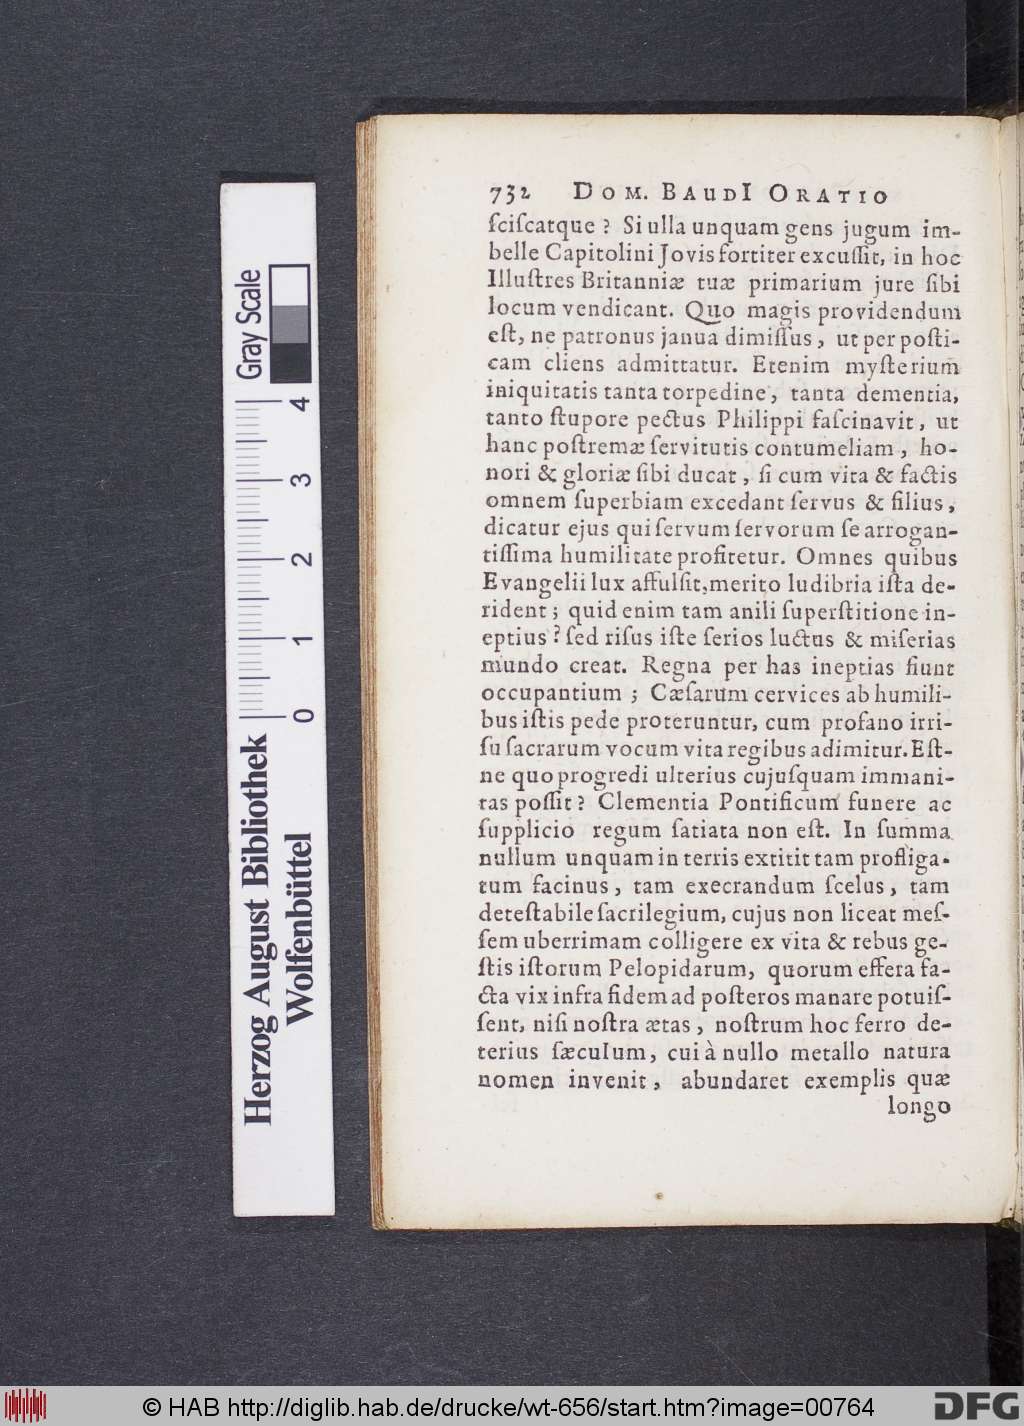 732 DOM. BAUDI ORATIO
ſciſcatque ? Si ulla unquam gens jugum im-
belle Capitolini Jovis fortiter excuſſit, in hoc
Illuſtres Britanniæ tuæ primarium jure ſibi
locum vendicant. Quo magis providendum
eſt, ne patronus janua dimiſſus, ut per poſti-
cam cliens admittatur. Etenim myſterium
iniquitatis tanta torpedine, tanta dementia,
tanto ſtupore pectus Philippi faſcinavit, ut
hanc poſtremæ ſervitutis contumeliam, ho-
nori & gloriæ ſibi ducat, ſi cum vita & factis
omnem ſuperbiam excedant ſervus & filius,
dicatur ejus qui ſervum ſervorum ſe arrogan-
tiſſima humilitate profitetur. Omnes quibus
Evangelii lux affulſit, merito ludibria iſta de-
rident; quid enim tam anili ſuperſtitione in-
eptius? ſed riſus iſte ſerios luctus & miſerias
mundo creat. Regna per has ineptias fiunt
occupantium; Cæſarum cervices ab humili-
bus iſtis pede proteruntur, cum profano irri-
ſu ſacrarum vocum vita regibus adimitur. Eſt-
ne quo progredi ulterius cujuſquam immani-
tas poſſit? Clementia Pontificum funere ac
ſupplicio regum ſatiata non eſt. In ſumma
nullum unquam in terris extitit tam profliga-
tum facinus, tam execrandum ſcelus, tam
deteſtabile ſacrilegium, cujus non liceat meſ-
ſem uberrimam colligere ex vita & rebus ge-
ſtis iſtorum Pelopidarum, quorum effera fa-
cta vix infra fidem ad poſteros manare potuiſ-
ſent, niſi noſtra ætas, noſtrum hoc ferro de-
terius ſæculum, cui à nullo metallo natura
nomen invenit, abundaret exemplis quæ
longo
Gray Scale
4
3
2
1
0
Herzog August Bibliothek
Wolfenbüttel
© HAB http://diglib.hab.de/drucke/wt-656/start.htm?image=00764
DFG